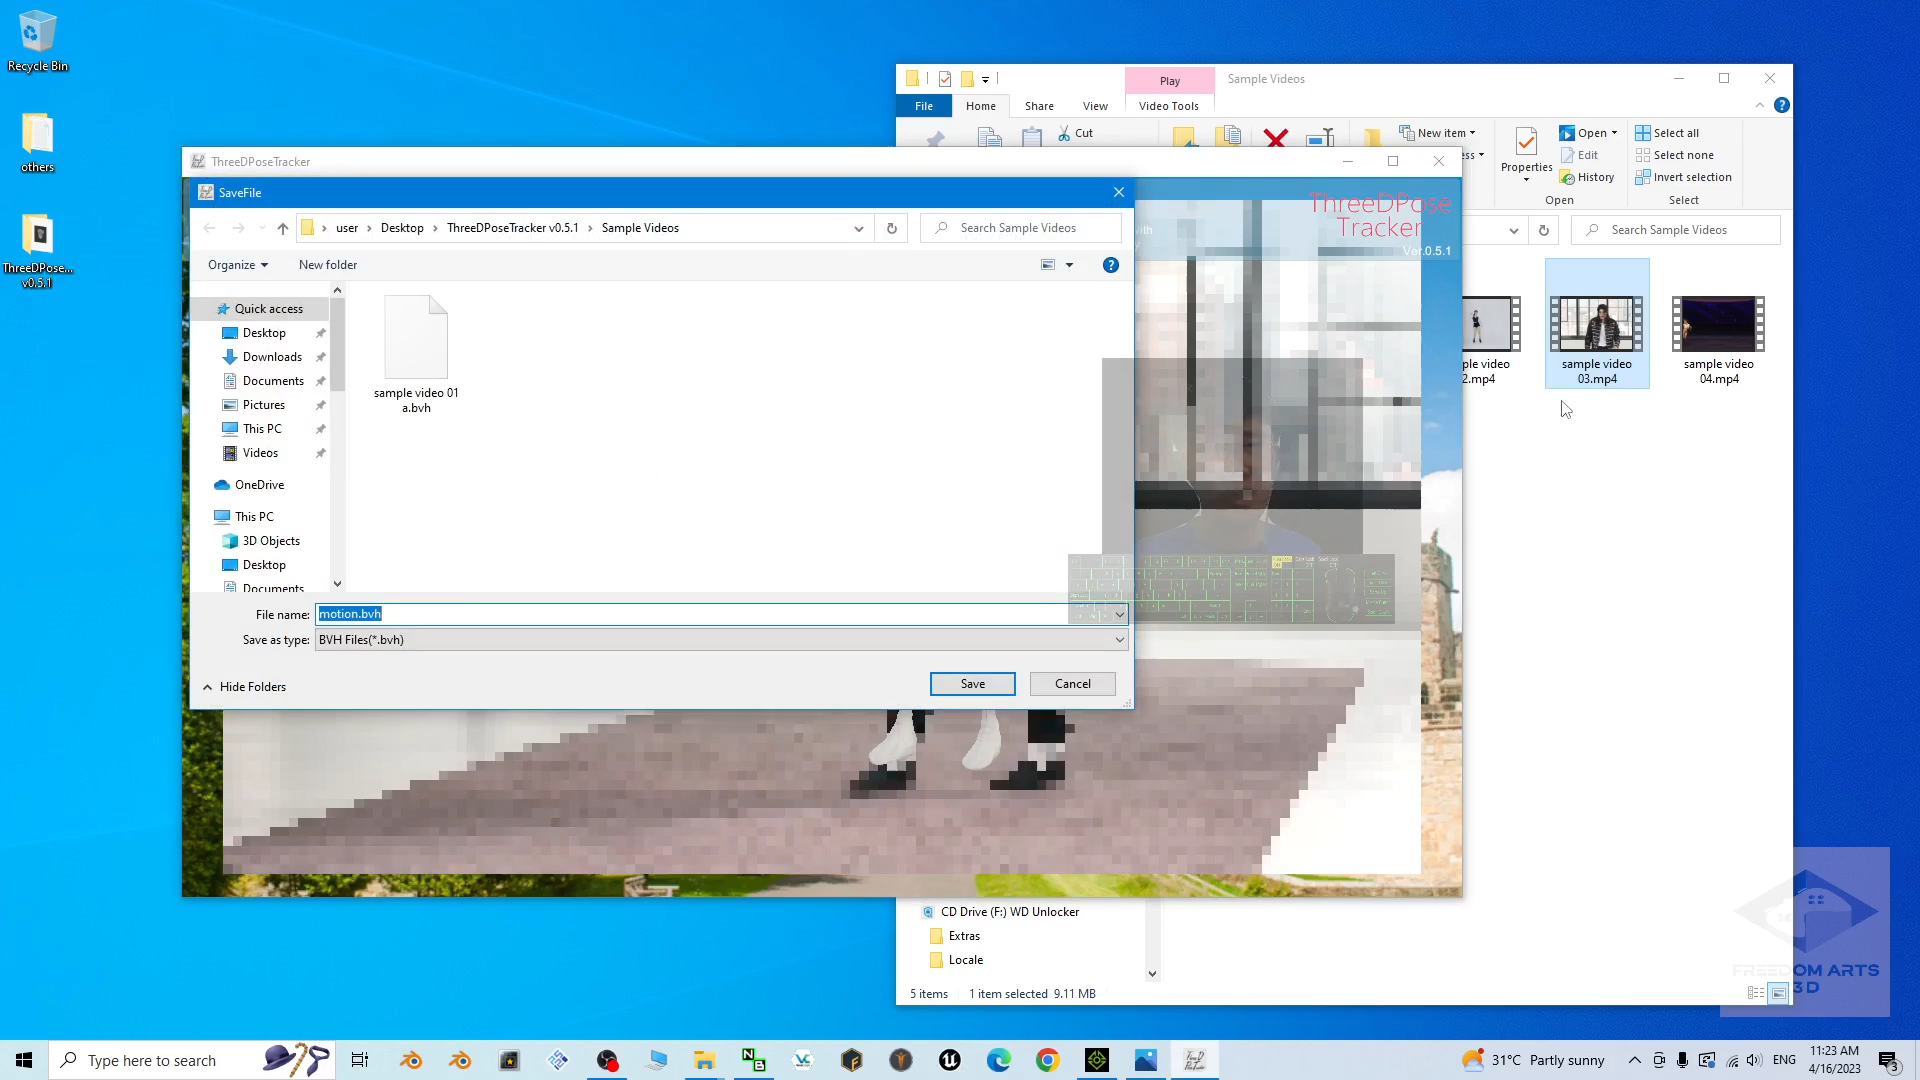 Recycle Bin
others
ThreeDPose...
v0.5.1
Play
Sample Videos
File
Home
Share
View
Video Tools
Cut
New item
Open
Select all
Properties
Edit
Select none
History
Invert selection
Open
Select
Search Sample Videos
sample video
03.mp4
sample video
04.mp4
ThreeDPoseTracker
ThreeDPose
Tracker
Ver.0.5.1
SaveFile
user
Desktop
ThreeDPoseTracker v0.5.1
Sample Videos
Search Sample Videos
Organize
New folder
Quick access
Desktop
Downloads
Documents
Pictures
This PC
Videos
OneDrive
This PC
3D Objects
Desktop
Documents
sample video 01
a.bvh
File name:
motion.bvh
Save as type:
BVH Files(*.bvh)
Hide Folders
Save
Cancel
CD Drive (F:) WD Unlocker
Extras
Locale
5 items
1 item selected 9.11 MB
FREEDOM ARTS
3D
Type here to search
31°C Partly sunny
ENG
11:23 AM
4/16/2023
3